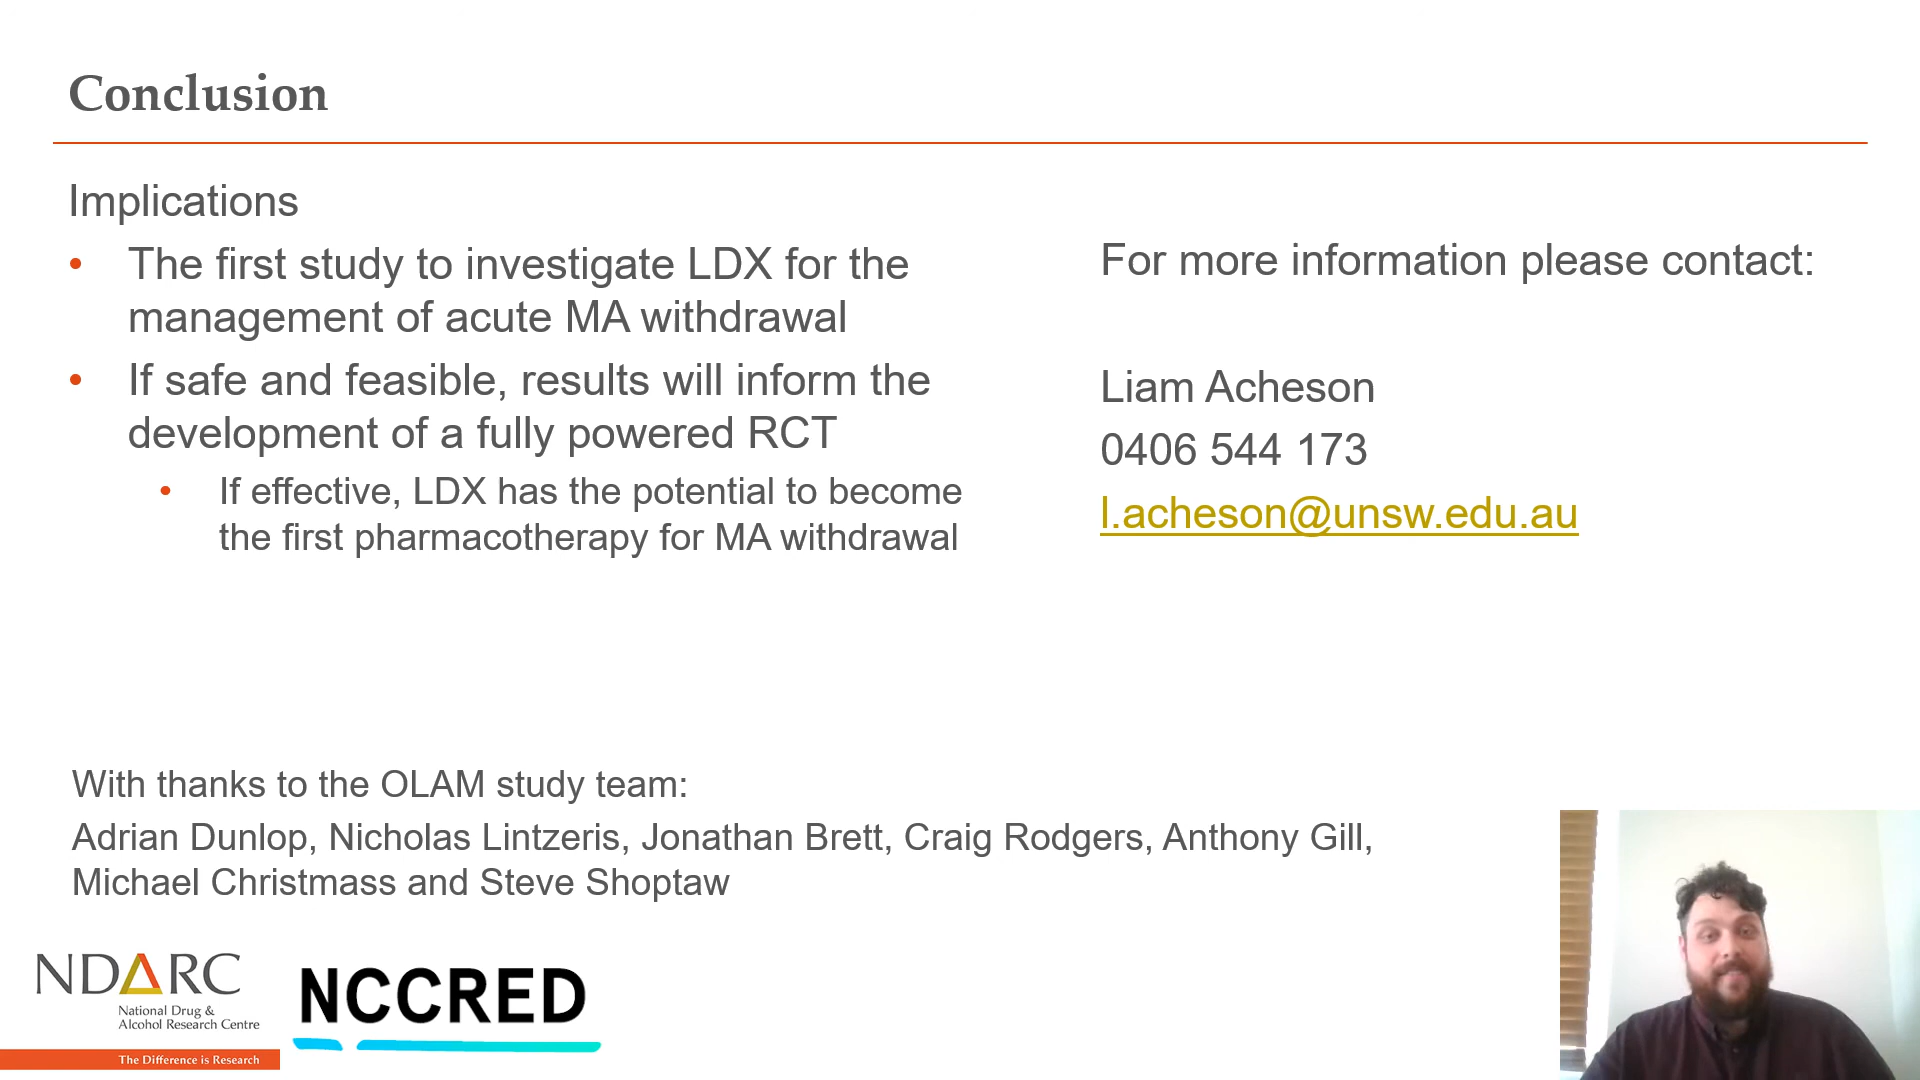 Conclusion
Implications
• The first study to investigate LDX for the
management of acute MA withdrawal
• If safe and feasible, results will inform the
development of a fully powered RCT
• If effective, LDX has the potential to become
the first pharmacotherapy for MA withdrawal
For more information please contact:
Liam Acheson
0406 544 173
l.acheson@unsw.edu.au
With thanks to the OLAM study team:
Adrian Dunlop, Nicholas Lintzeris, Jonathan Brett, Craig Rodgers, Anthony Gill,
Michael Christmass and Steve Shoptaw
NDARC
National Drug &
Alcohol Research Centre
The Difference is Research
NCCRED